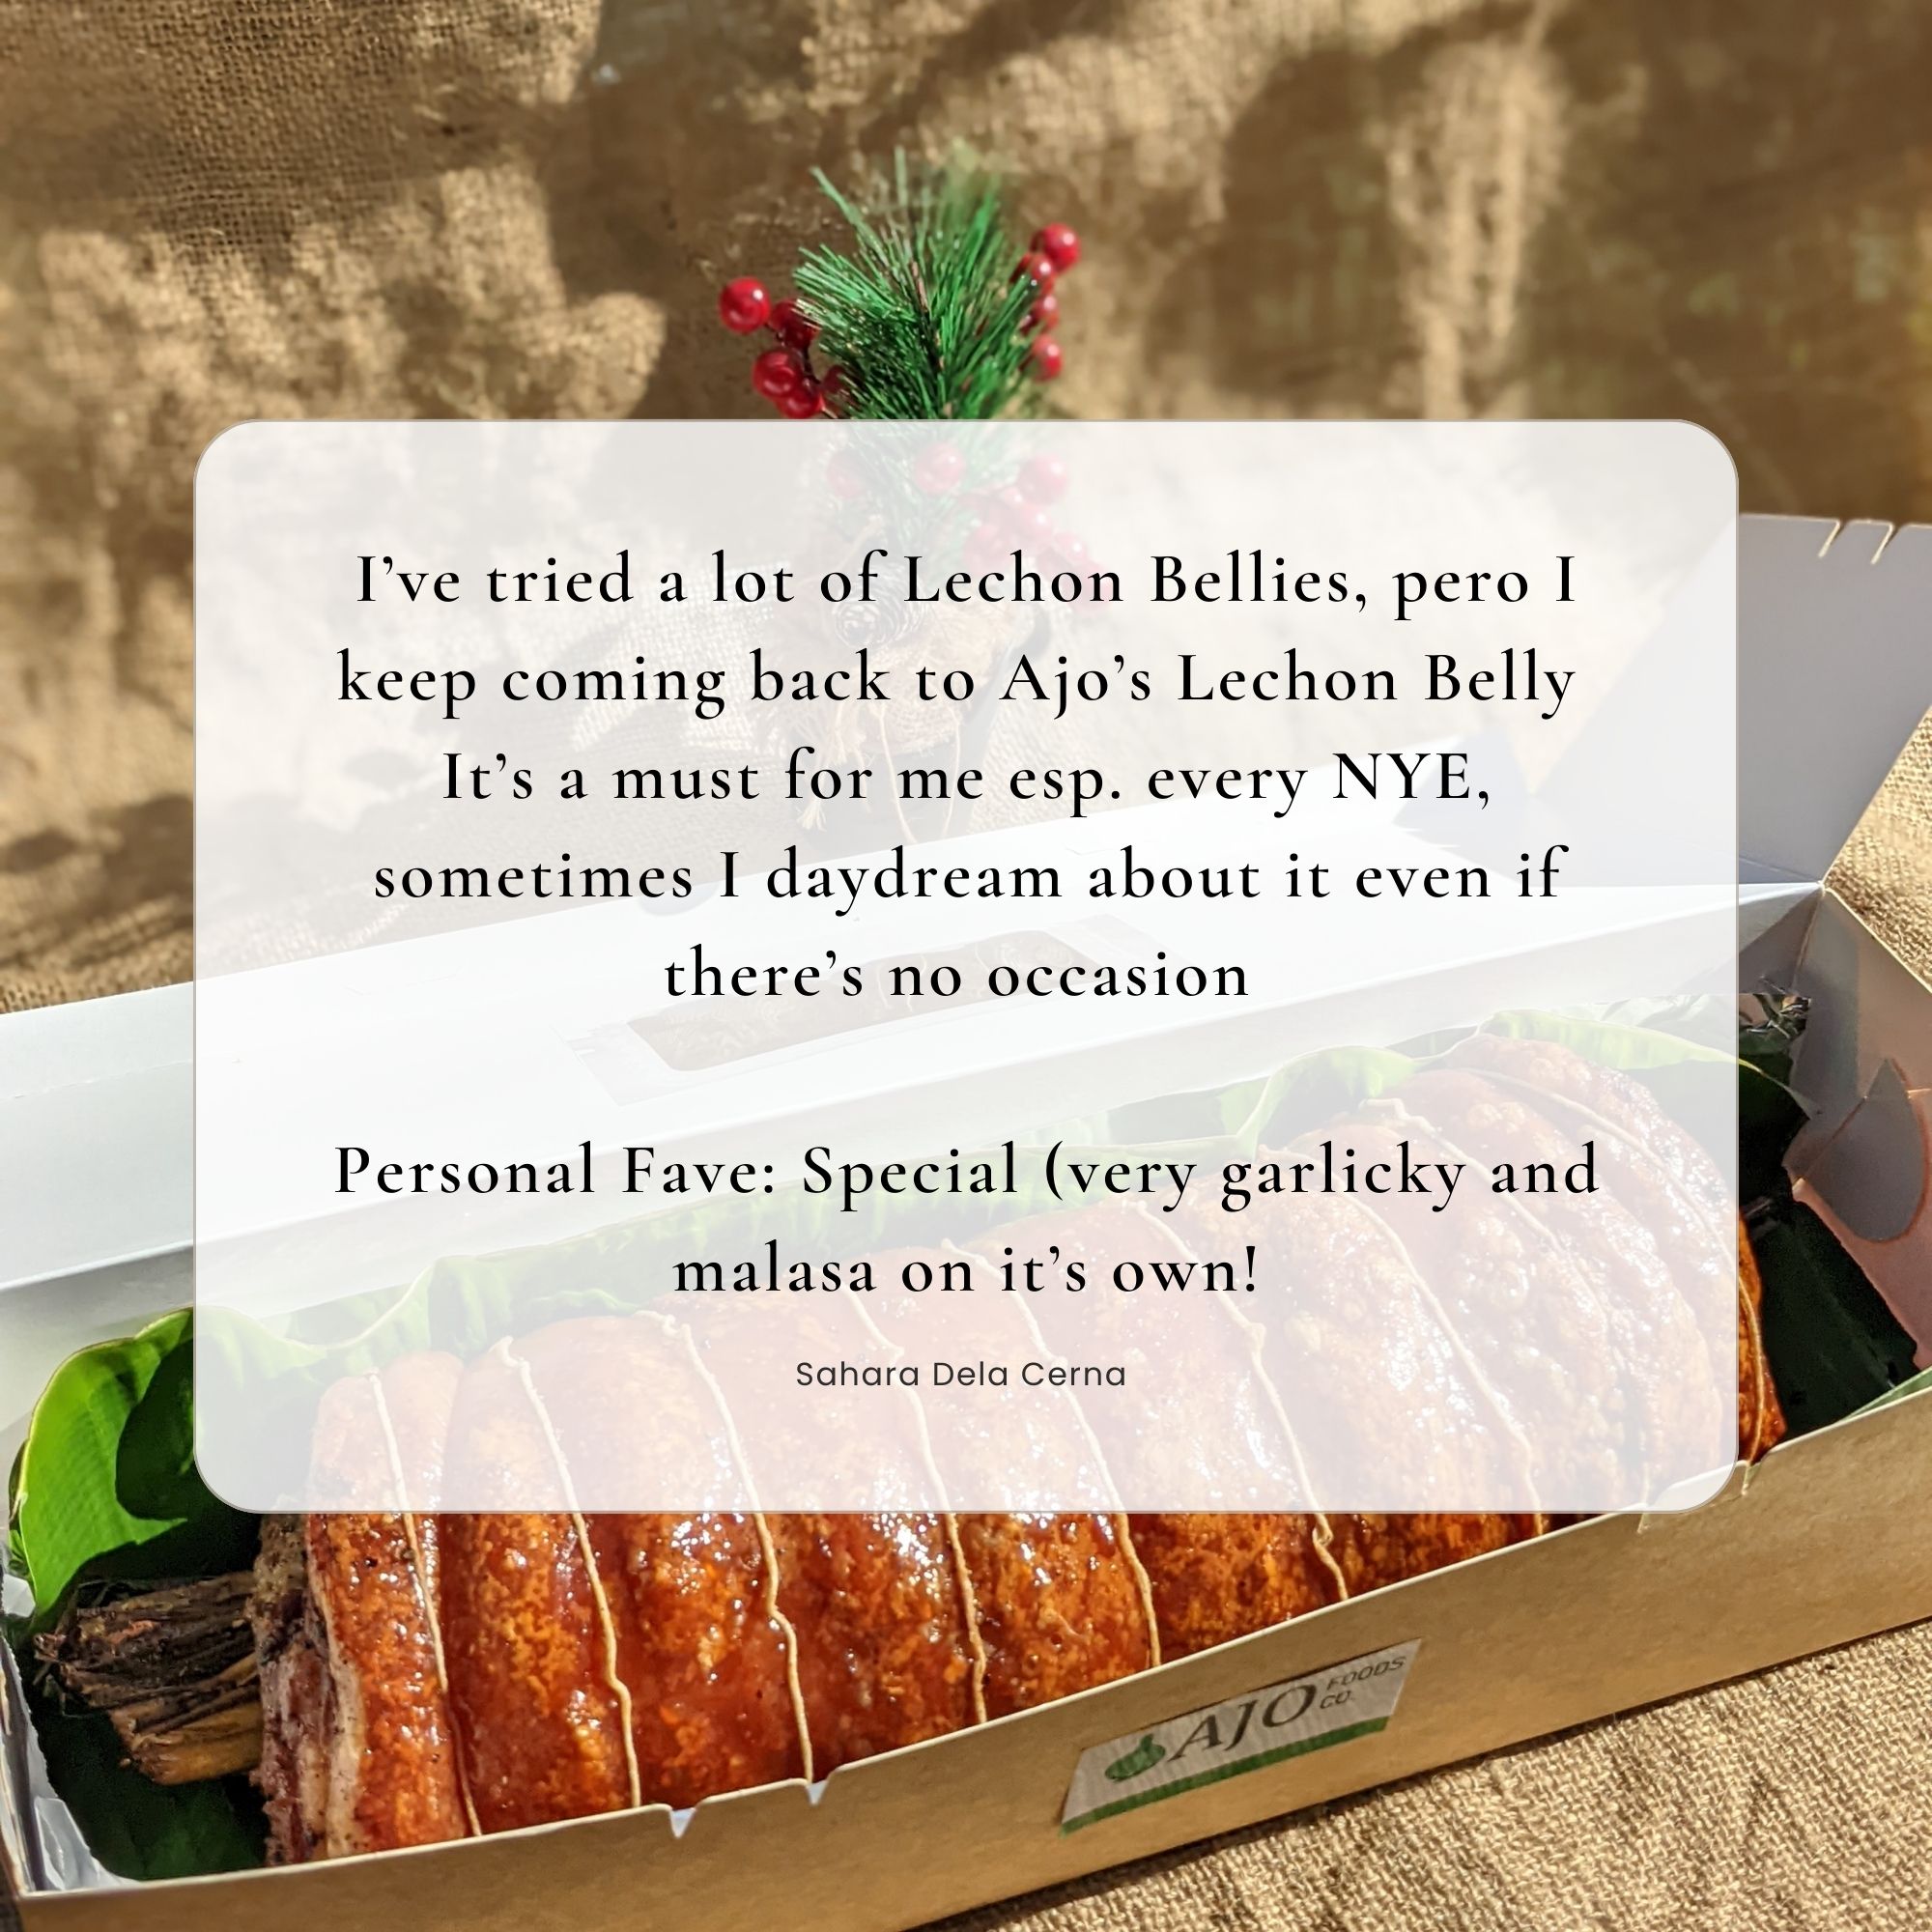 I’ve tried a lot of Lechon Bellies, pero I
keep coming back to Ajo’s Lechon Belly
It’s a must for me esp. every NYE,
sometimes I daydream about it even if
there’s no occasion
Personal Fave: Special (very garlicky and
malasa on it’s own!
Sahara Dela Cerna
AJO FOODS
CO.